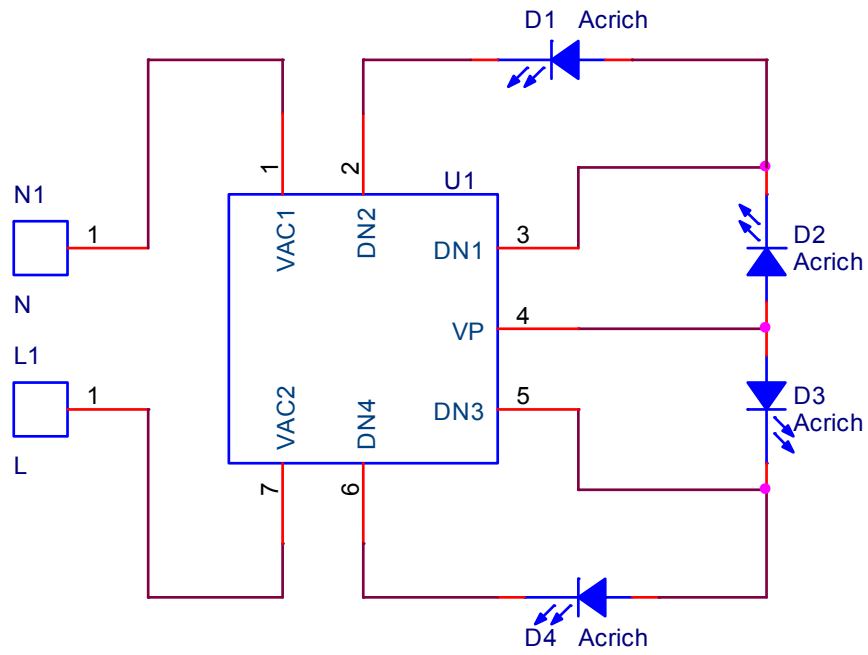 D1 Acrich
1
2
U1
N1
1
N
VAC1
DN2
DN1
3
D2
Acrich
VP
4
L1
1
L
VAC2
DN4
DN3
5
D3
Acrich
7
6
D4 Acrich